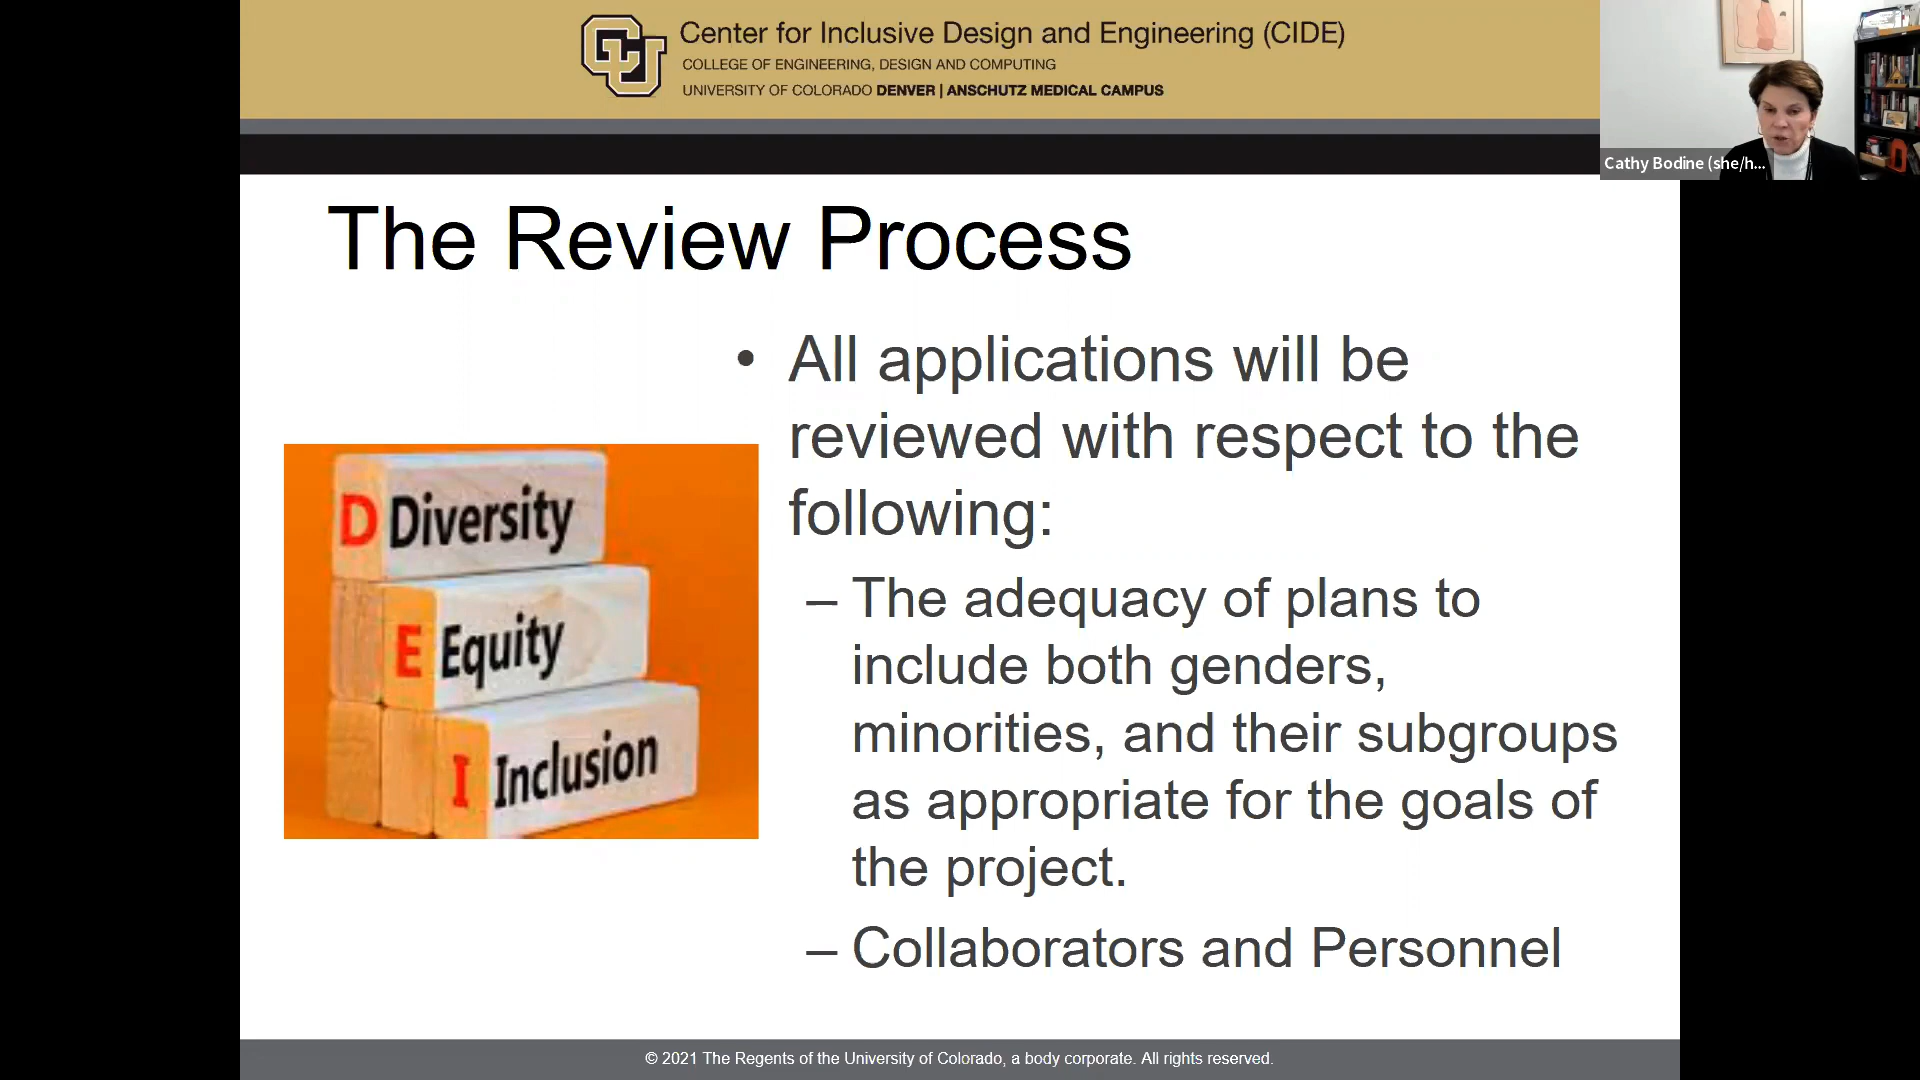 CU
Center for Inclusive Design and Engineering (CIDE)
COLLEGE OF ENGINEERING, DESIGN AND COMPUTING
UNIVERSITY OF COLORADO DENVER | ANSCHUTZ MEDICAL CAMPUS
Cathy Bodine (she/h...
The Review Process
• All applications will be
reviewed with respect to the
following:
– The adequacy of plans to
include both genders,
minorities, and their subgroups
as appropriate for the goals of
the project.
– Collaborators and Personnel
D Diversity
E Equity
I Inclusion
© 2021 The Regents of the University of Colorado, a body corporate. All rights reserved.